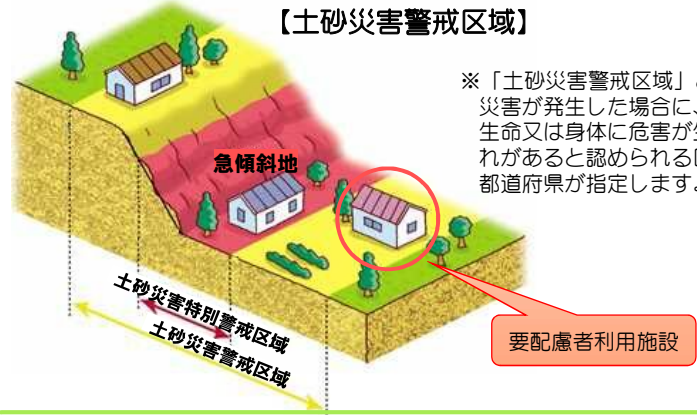 【土砂災害警戒区域】
※「土砂災害警戒区域」
災害が発生した場合に、
生命又は身体に危害が
れがあると認められる
都道府県が指定します。
急傾斜地
土砂災害特別警戒区域
土砂災害警戒区域
要配慮者利用施設